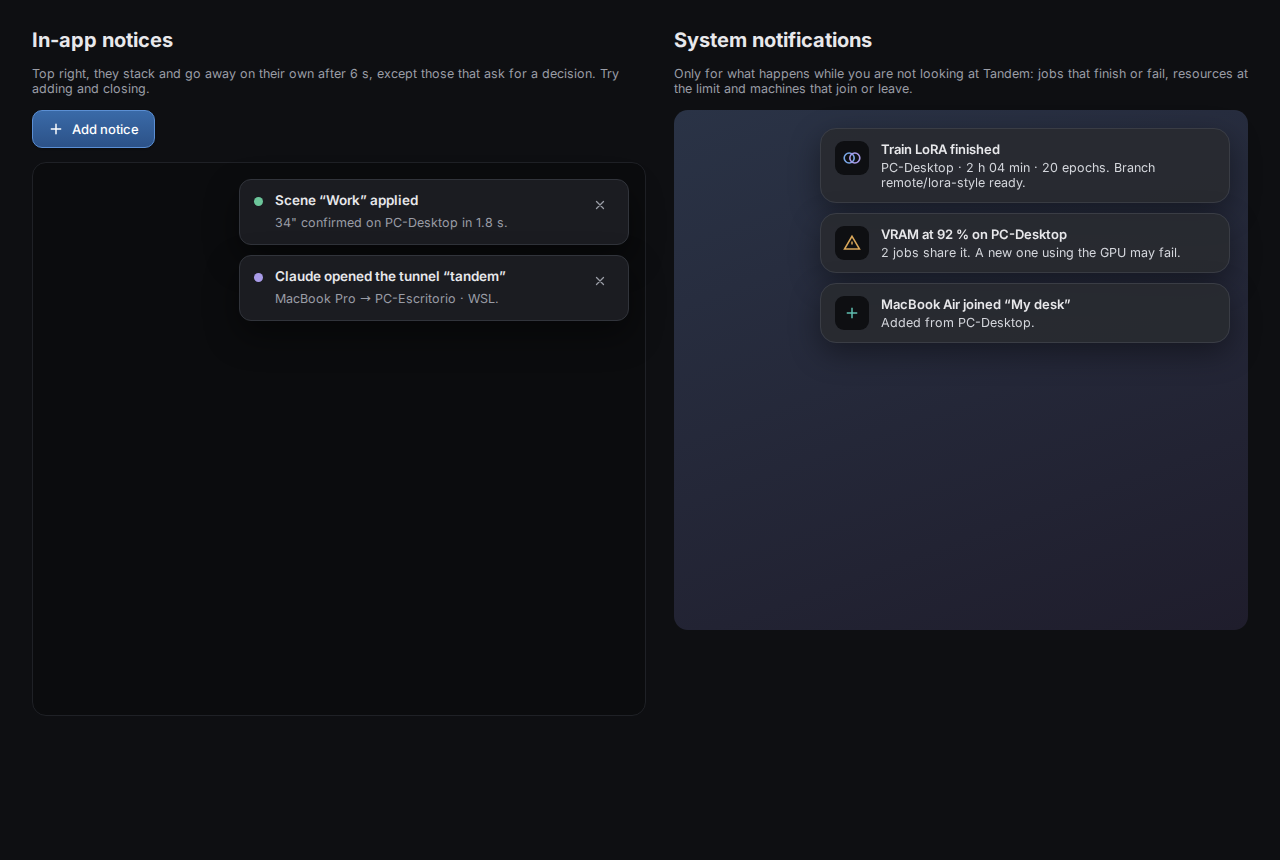 In-app notices
Top right, they stack and go away on their own after 6 s, except those that ask for a decision. Try
adding and closing.
Add notice
Scene “Work” applied
34" confirmed on PC-Desktop in 1.8 s.
Claude opened the tunnel “tandem”
MacBook Pro → PC-Escritorio · WSL.
System notifications
Only for what happens while you are not looking at Tandem: jobs that finish or fail, resources at
the limit and machines that join or leave.
Train LoRA finished
PC-Desktop · 2 h 04 min · 20 epochs. Branch
remote/lora-style ready.
VRAM at 92 % on PC-Desktop
2 jobs share it. A new one using the GPU may fail.
MacBook Air joined “My desk”
Added from PC-Desktop.